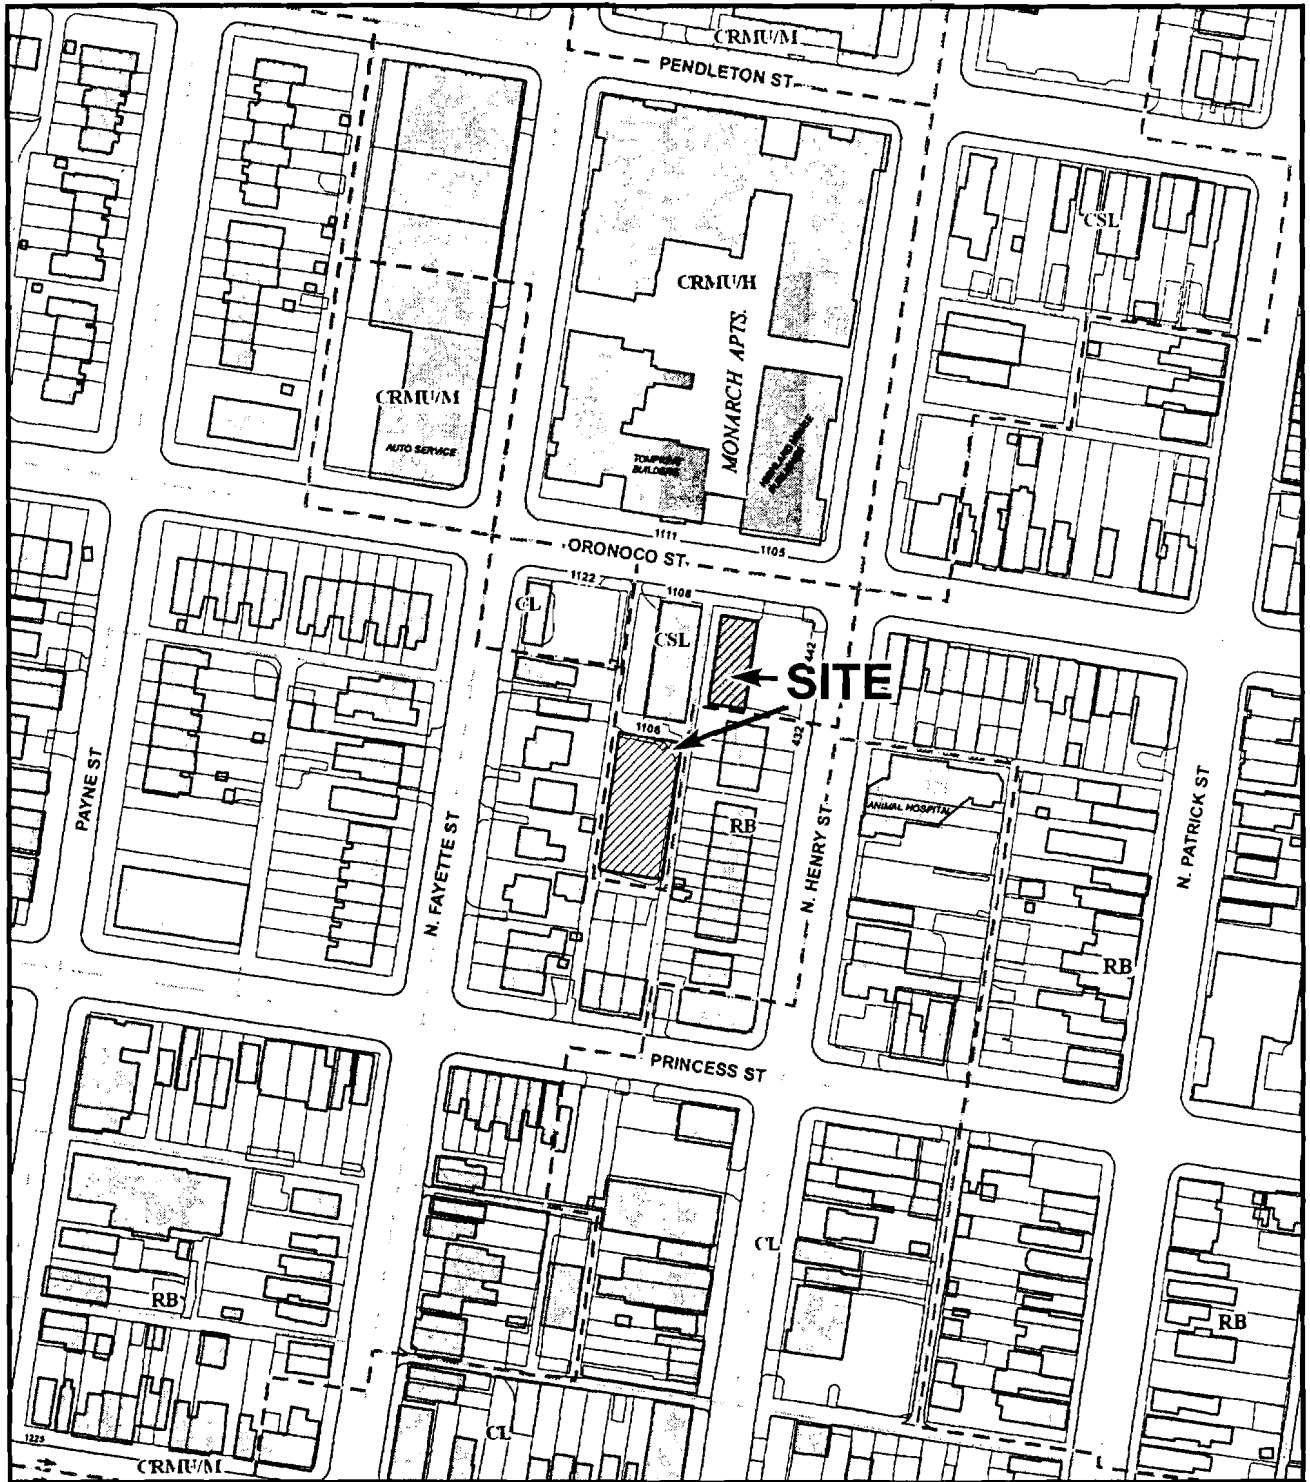 CRMU/M
PENDLETON ST.
CSL
CRMU/H
MONARCH APTS.
CRMU/M
AUTO SERVICE
TOMPKINS
BUILDERS
1111
1105
ORONOCO ST.
1122
1108
CL
CSL
442
SITE
1106
432
ANIMAL HOSPITAL
RB
PAYNE ST
N. FAYETTE ST
N. HENRY ST
N. PATRICK ST
RB
PRINCESS ST
CL
RB
RB
CL
1225
CRMU/M